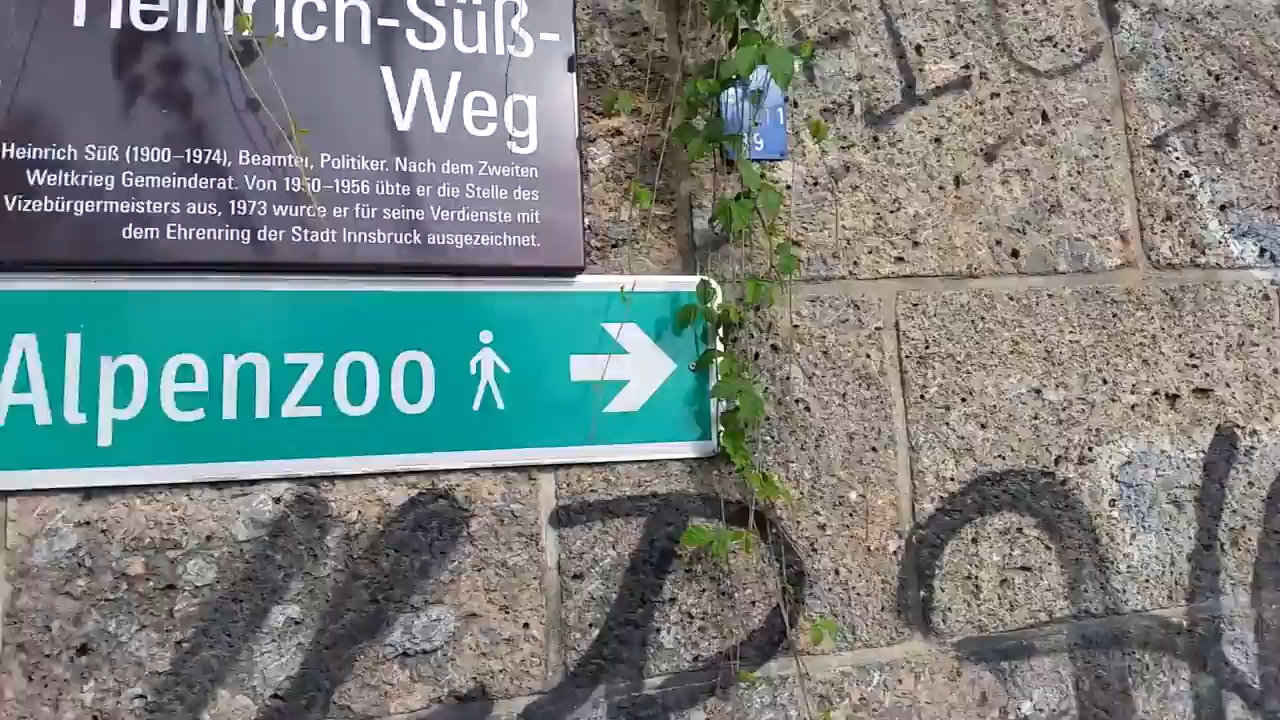 Heinrich-Süß-
Weg
Heinrich Süß (1900–1974), Beamter, Politiker. Nach dem Zweiten
Weltkrieg Gemeinderat. Von 1950–1956 übte er die Stelle des
Vizebürgermeisters aus, 1973 wurde er für seine Verdienste mit
dem Ehrenring der Stadt Innsbruck ausgezeichnet.
Alpenzoo